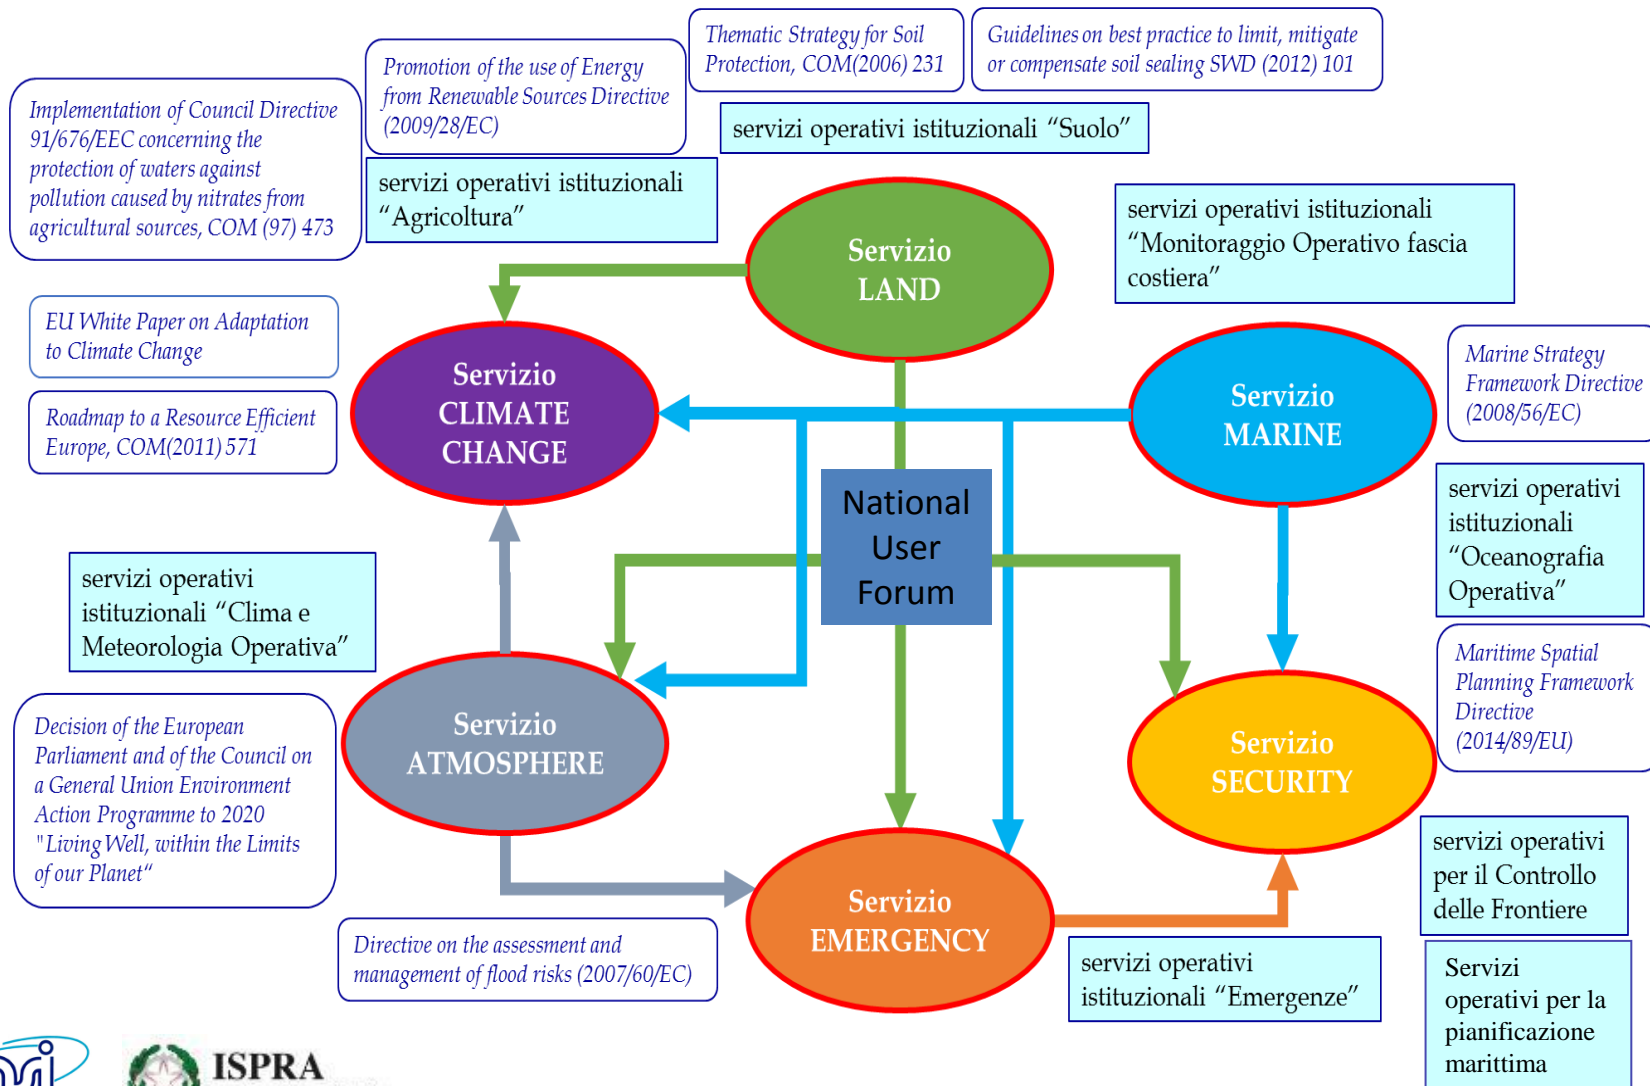 Thematic Strategy for Soil
Protection, COM(2006) 231
Guidelines on best practice to limit, mitigate
or compensate soil sealing SWD (2012) 101
Promotion of the use of Energy
from Renewable Sources Directive
(2009/28/EC)
Implementation of Council Directive
91/676/EEC concerning the
protection of waters against
pollution caused by nitrates from
agricultural sources, COM (97) 473
servizi operativi istituzionali “Suolo”
servizi operativi istituzionali
“Agricoltura”
servizi operativi istituzionali
“Monitoraggio Operativo fascia
costiera”
Servizio
LAND
EU White Paper on Adaptation
to Climate Change
Roadmap to a Resource Efficient
Europe, COM(2011) 571
Servizio
CLIMATE
CHANGE
Servizio
MARINE
Marine Strategy
Framework Directive
(2008/56/EC)
National
User
Forum
servizi operativi
istituzionali
“Oceanografia
Operativa”
servizi operativi
istituzionali “Clima e
Meteorologia Operativa”
Maritime Spatial
Planning Framework
Directive
(2014/89/EU)
Servizio
ATMOSPHERE
Servizio
SECURITY
Decision of the European
Parliament and of the Council on
a General Union Environment
Action Programme to 2020
"Living Well, within the Limits
of our Planet“
servizi operativi
per il Controllo
delle Frontiere
Servizio
EMERGENCY
Directive on the assessment and
management of flood risks (2007/60/EC)
servizi operativi
istituzionali “Emergenze”
Servizi
operativi per la
pianificazione
marittima
ISPRA